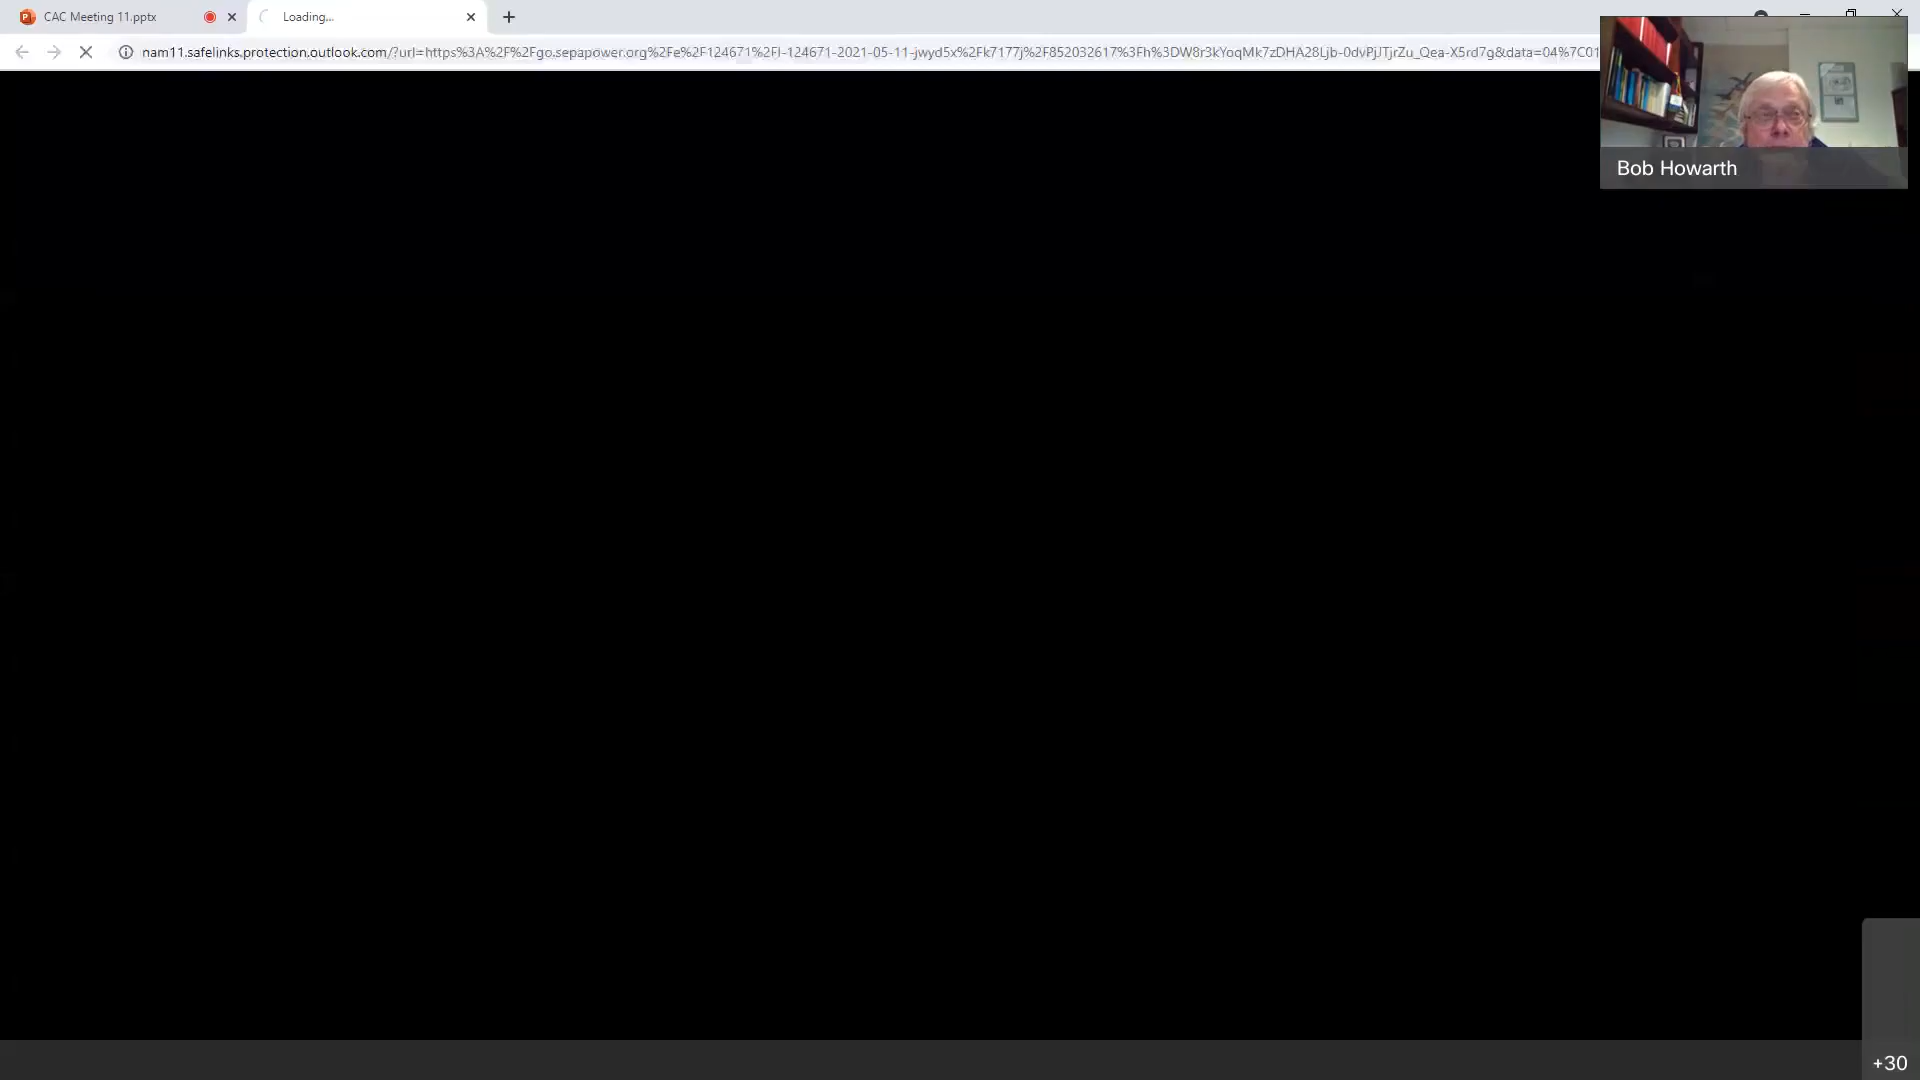 CAC Meeting 11.pptx
Loading...
nam11.safelinks.protection.outlook.com/?url=https%3A%2F%2Fgo.sepapower.org%2Fe%2F124671%2Fl-124671-2021-05-11-jwyd5x%2Fk7177j%2F852032617%3Fh%3DW8r3kYoqMk7zDHA28Ljb-0dvPjJTjrZu_Qea-X5rd7g&data=04%7C01
Bob Howarth
+30